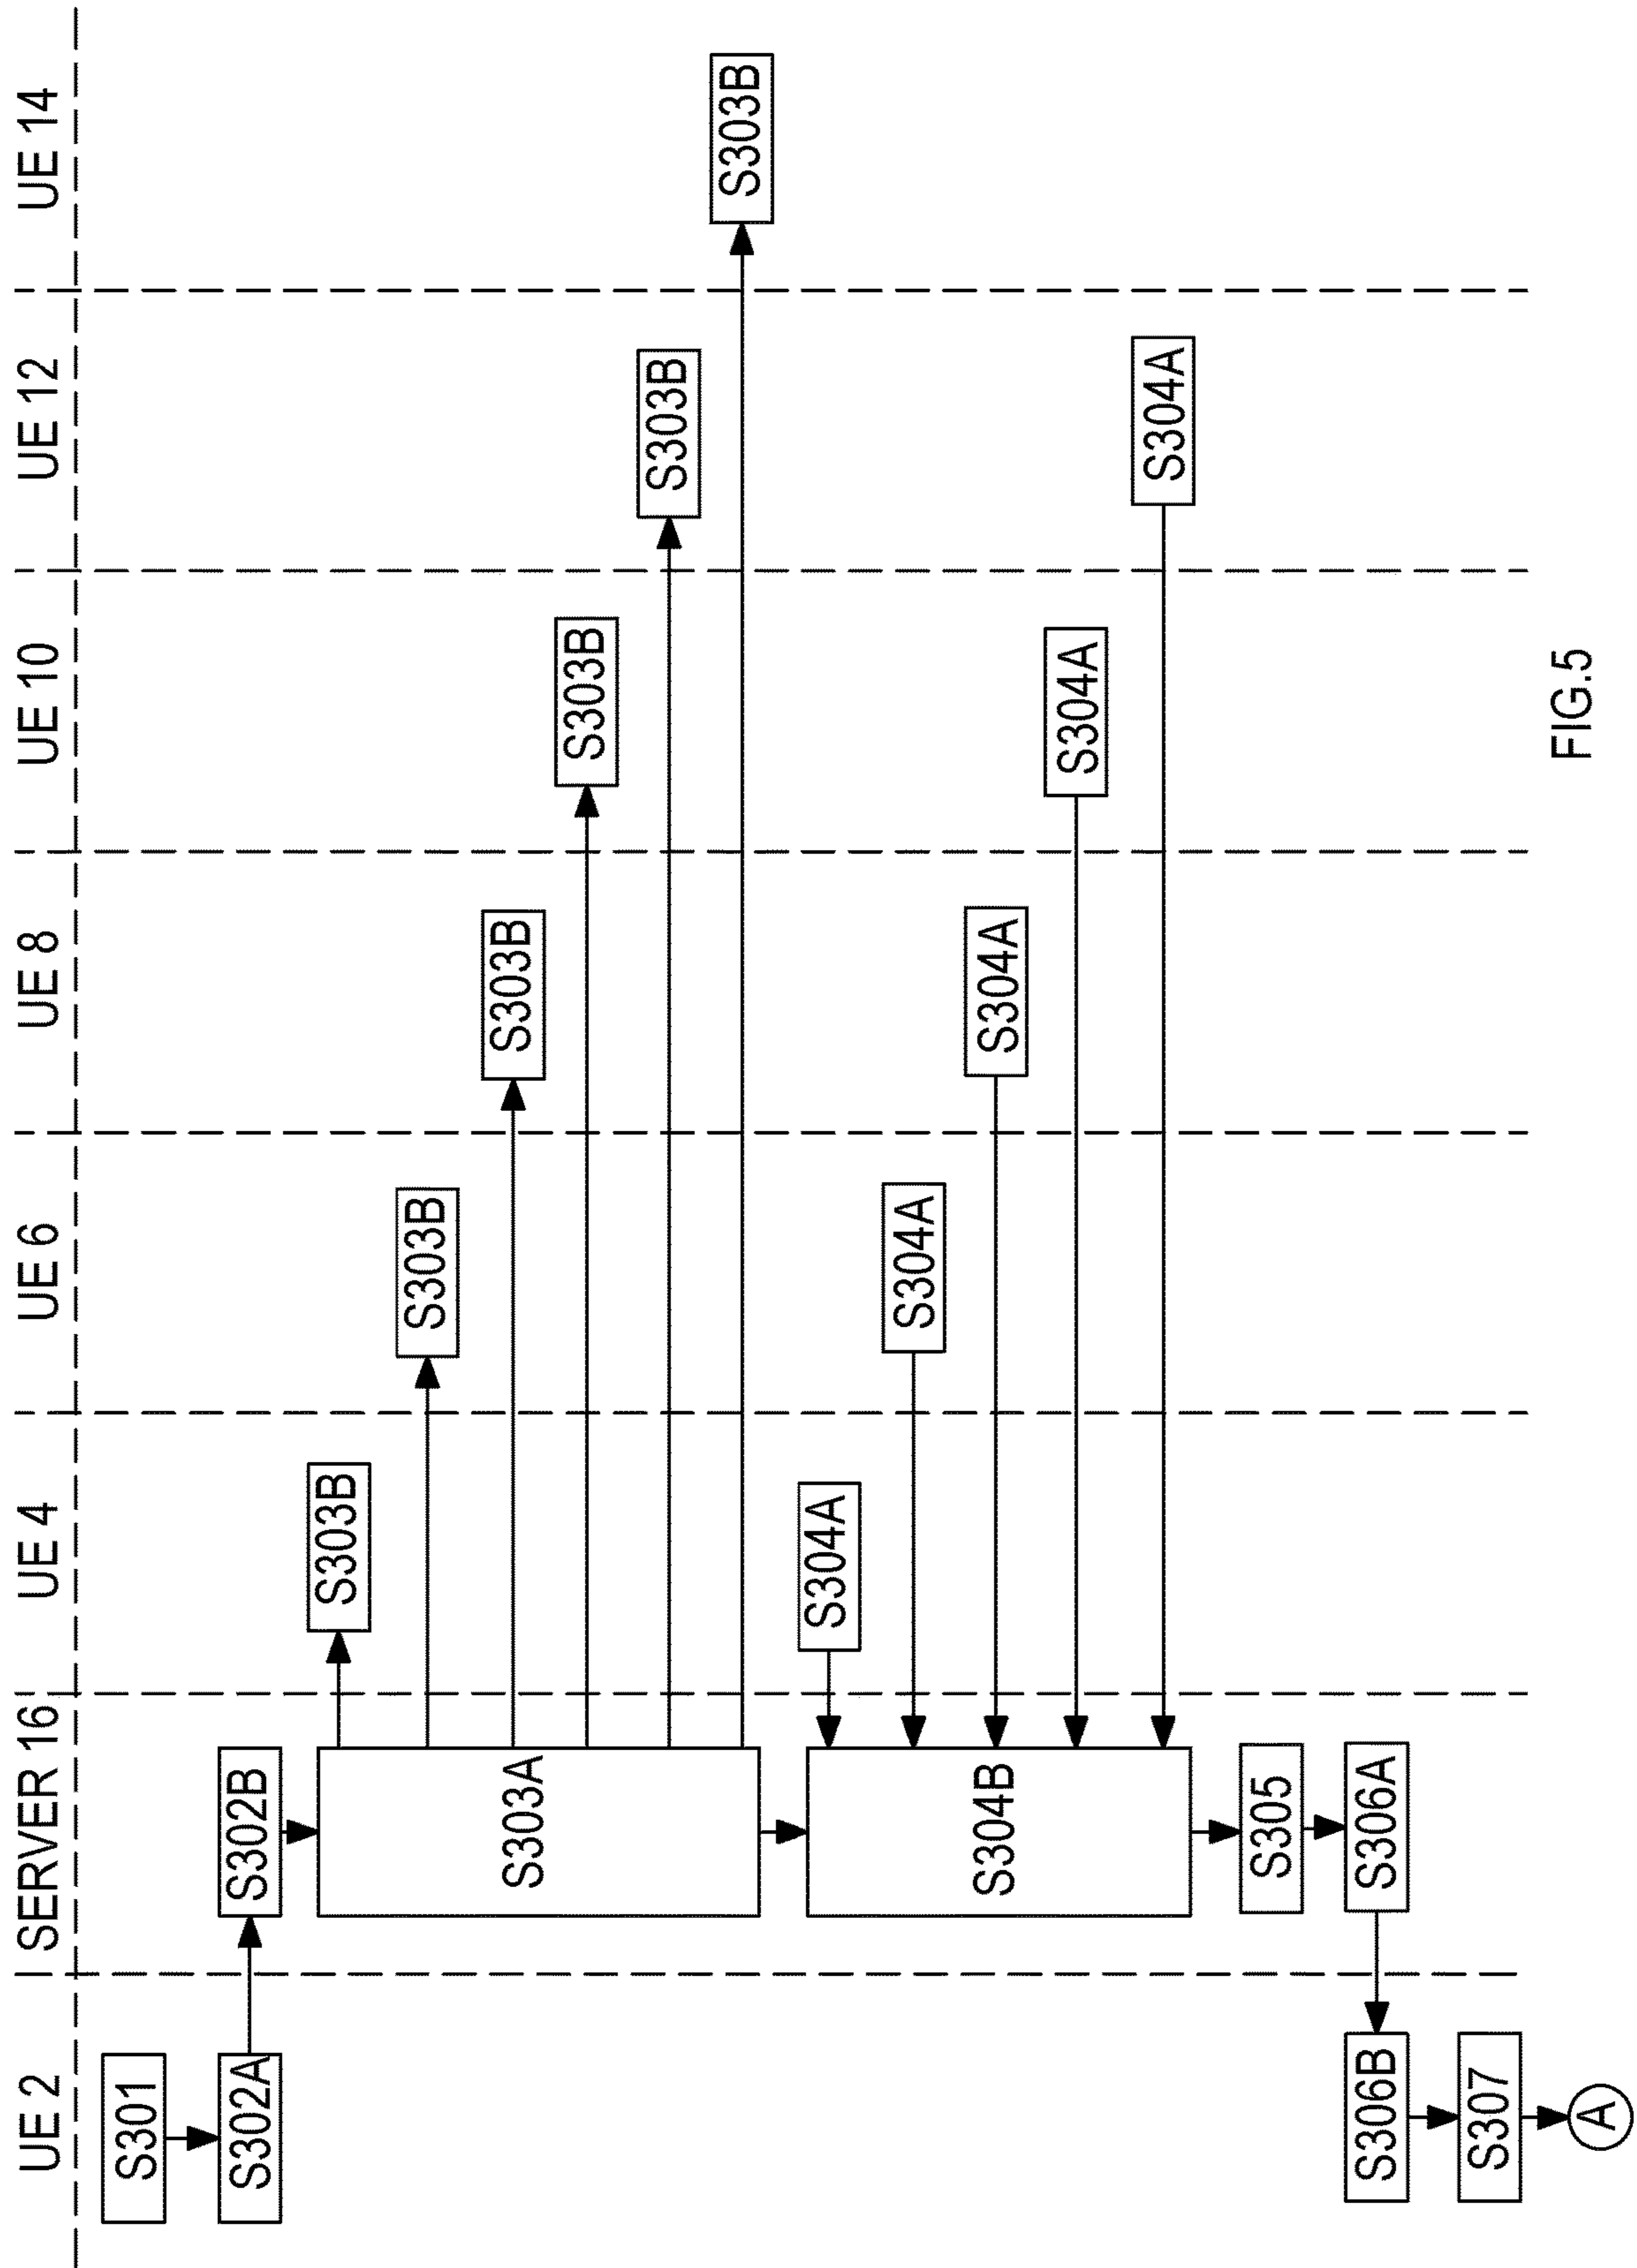 UE 2
SERVER 16
UE 4
UE 6
UE 8
UE 10
UE 12
UE 14
S301
S302A
S302B
S303A
S303B
S303B
S303B
S303B
S303B
S303B
S304A
S304A
S304A
S304A
S304A
S304B
S305
S306A
S306B
S307
A
FIG.5